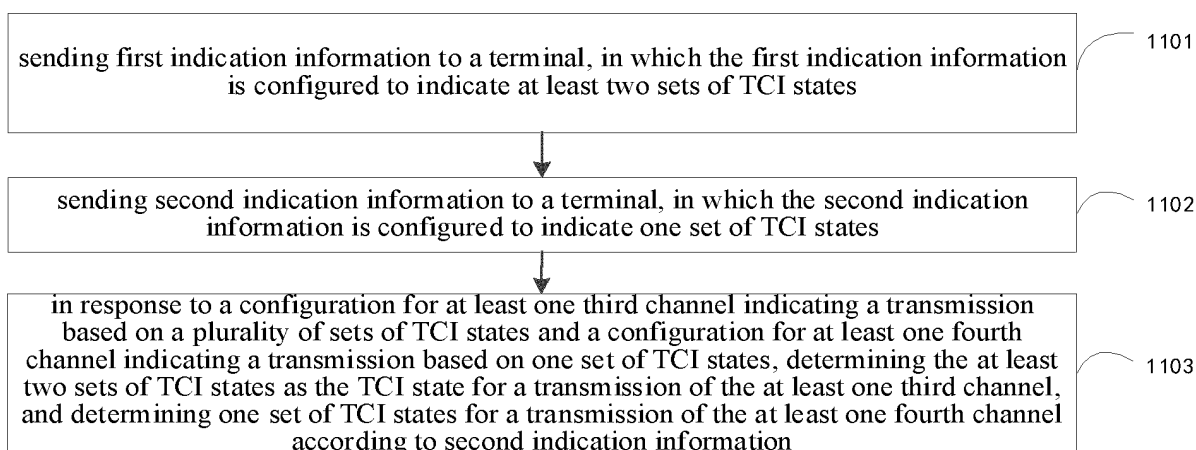 sending first indication information to a terminal, in which the first indication information
is configured to indicate at least two sets of TCI states
1101
sending second indication information to a terminal, in which the second indication
information is configured to indicate one set of TCI states
1102
in response to a configuration for at least one third channel indicating a transmission
based on a plurality of sets of TCI states and a configuration for at least one fourth
channel indicating a transmission based on one set of TCI states, determining the at least
two sets of TCI states as the TCI state for a transmission of the at least one third channel,
and determining one set of TCI states for a transmission of the at least one fourth channel
according to second indication information
1103